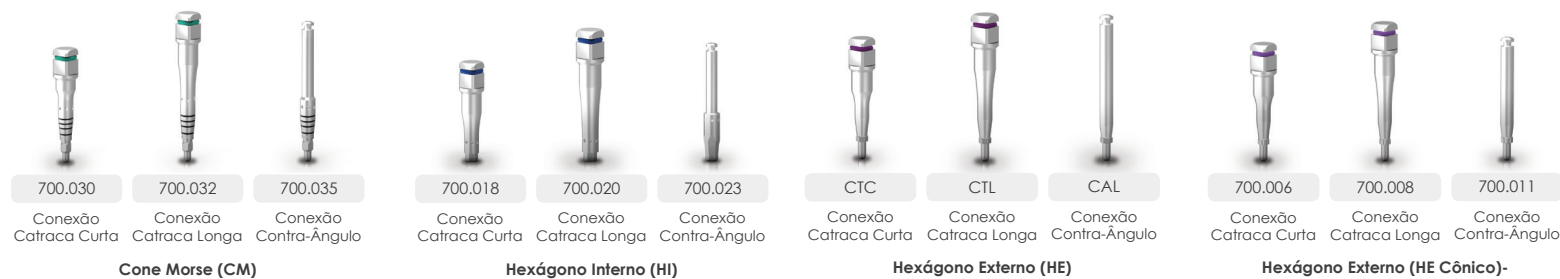 700.030
Conexão
Catraca Curta
700.032
Conexão
Catraca Longa
700.035
Conexão
Contra-Ângulo
Cone Morse (CM)
700.018
Conexão
Catraca Curta
700.020
Conexão
Catraca Longa
700.023
Conexão
Contra-Ângulo
Hexágono Interno (HI)
CTC
Conexão
Catraca Curta
CTL
Conexão
Catraca Longa
CAL
Conexão
Contra-Ângulo
Hexágono Externo (HE)
700.006
Conexão
Catraca Curta
700.008
Conexão
Catraca Longa
700.011
Conexão
Contra-Ângulo
Hexágono Externo (HE Cônico)-